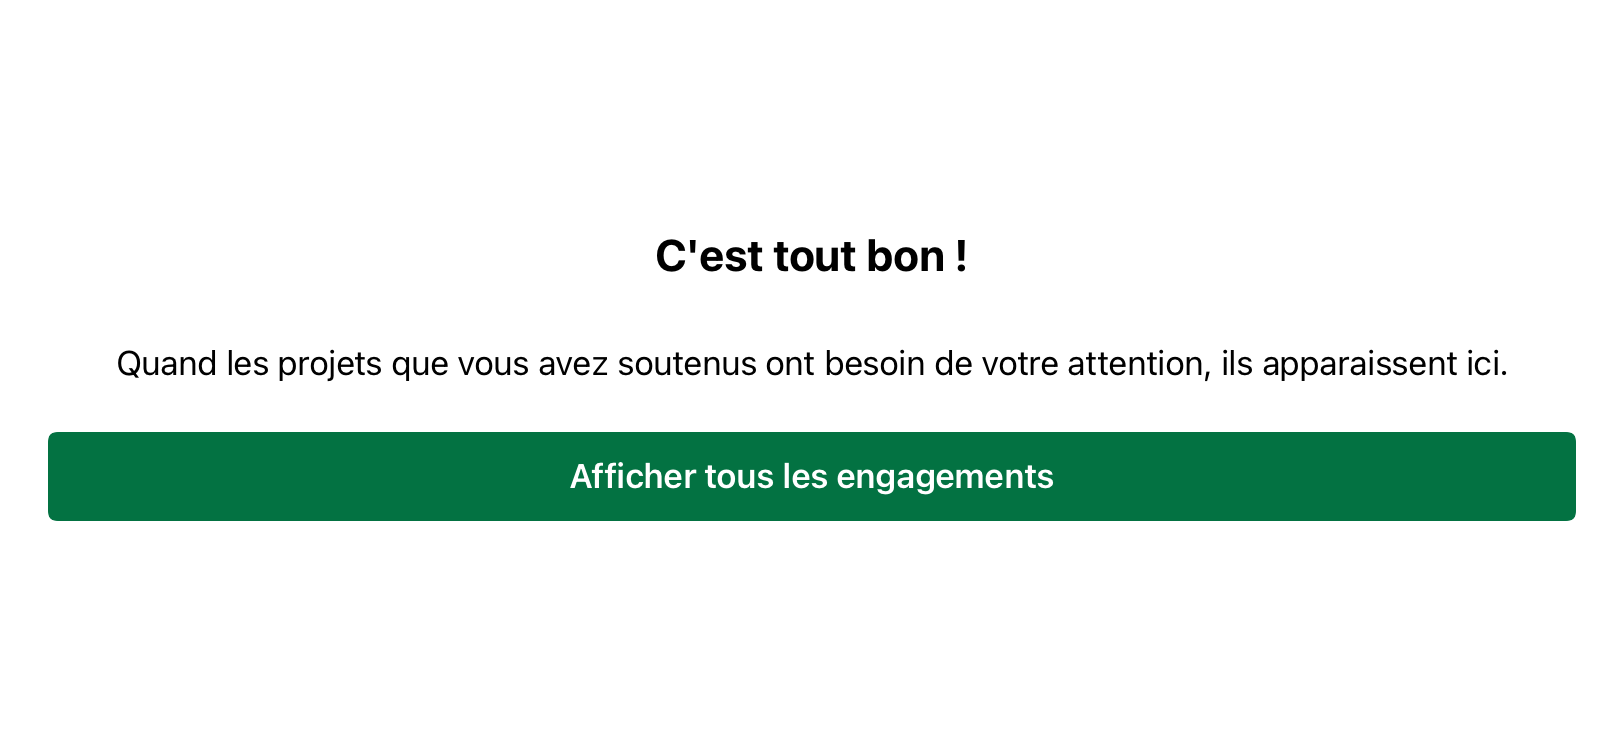 C'est tout bon !
Quand les projets que vous avez soutenus ont besoin de votre attention, ils apparaissent ici.
Afficher tous les engagements